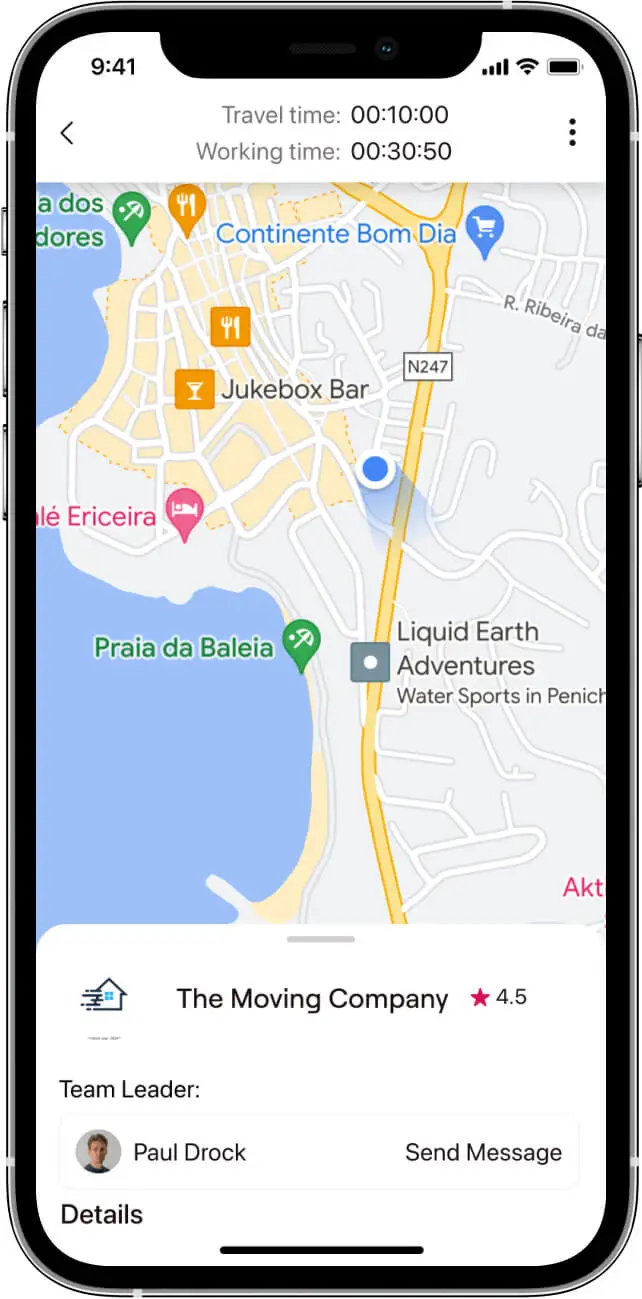 9:41
Travel time: 00:10:00
Working time: 00:30:50
a dos
dores
Continente Bom Dia
R. Ribeira da
N247
Jukebox Bar
lé Ericeira
Praia da Baleia
Liquid Earth
Adventures
Water Sports in Penich
Akt
The Moving Company
4.5
Team Leader:
Paul Drock
Send Message
Details